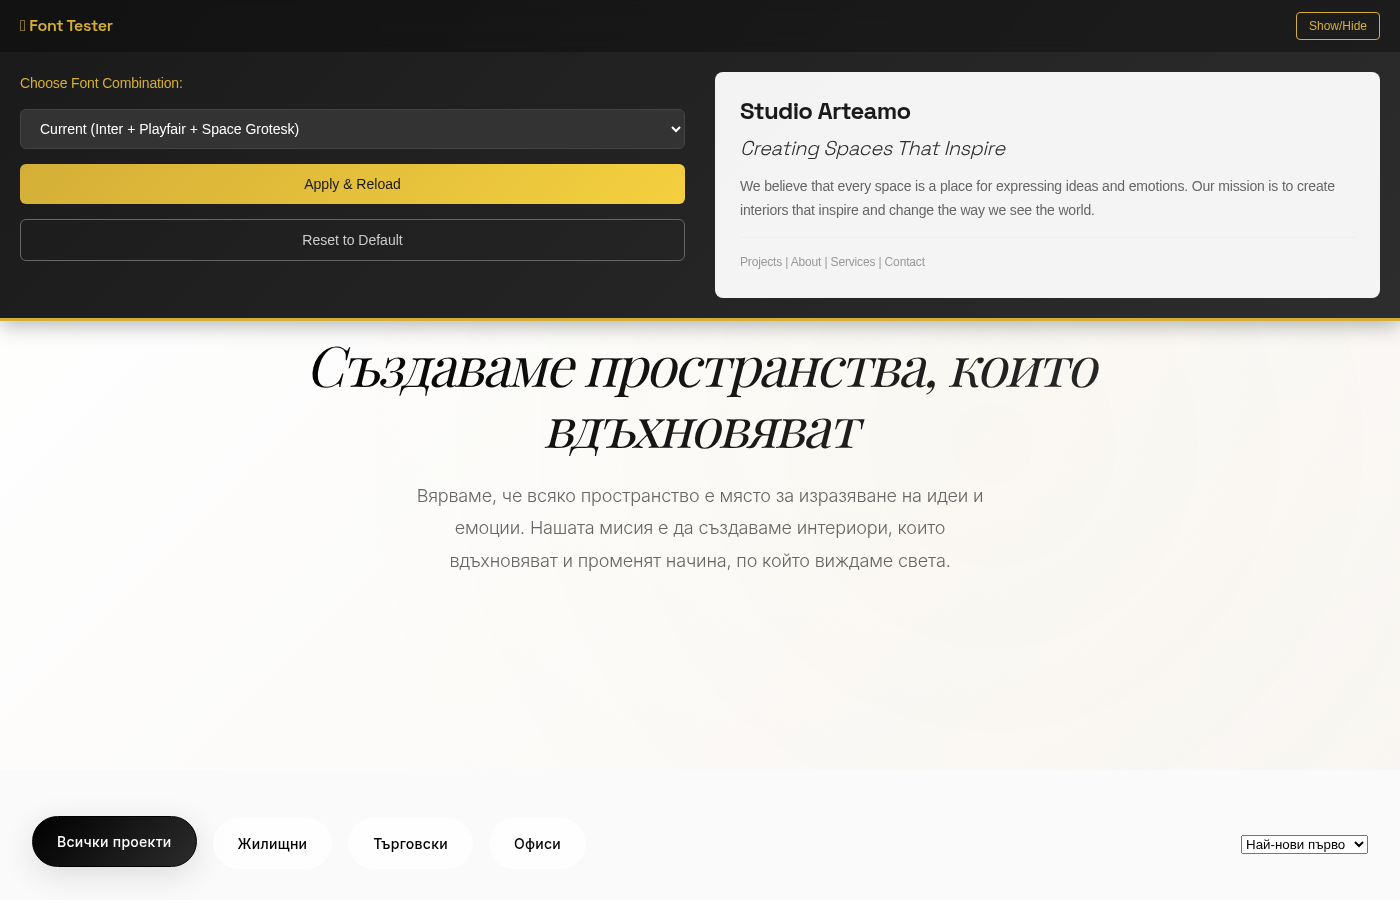 Font Tester
Show/Hide
Choose Font Combination:
Current (Inter + Playfair + Space Grotesk)
Apply & Reload
Reset to Default
Studio Arteamo
Creating Spaces That Inspire
We believe that every space is a place for expressing ideas and emotions. Our mission is to create
interiors that inspire and change the way we see the world.
Projects | About | Services | Contact
Създаваме пространства, които
вдъхновяват
Вярваме, че всяко пространство е място за изразяване на идеи и
емоции. Нашата мисия е да създаваме интериори, които
вдъхновяват и променят начина, по който виждаме света.
Всички проекти
Жилищни
Търговски
Офиси
Най-нови първо